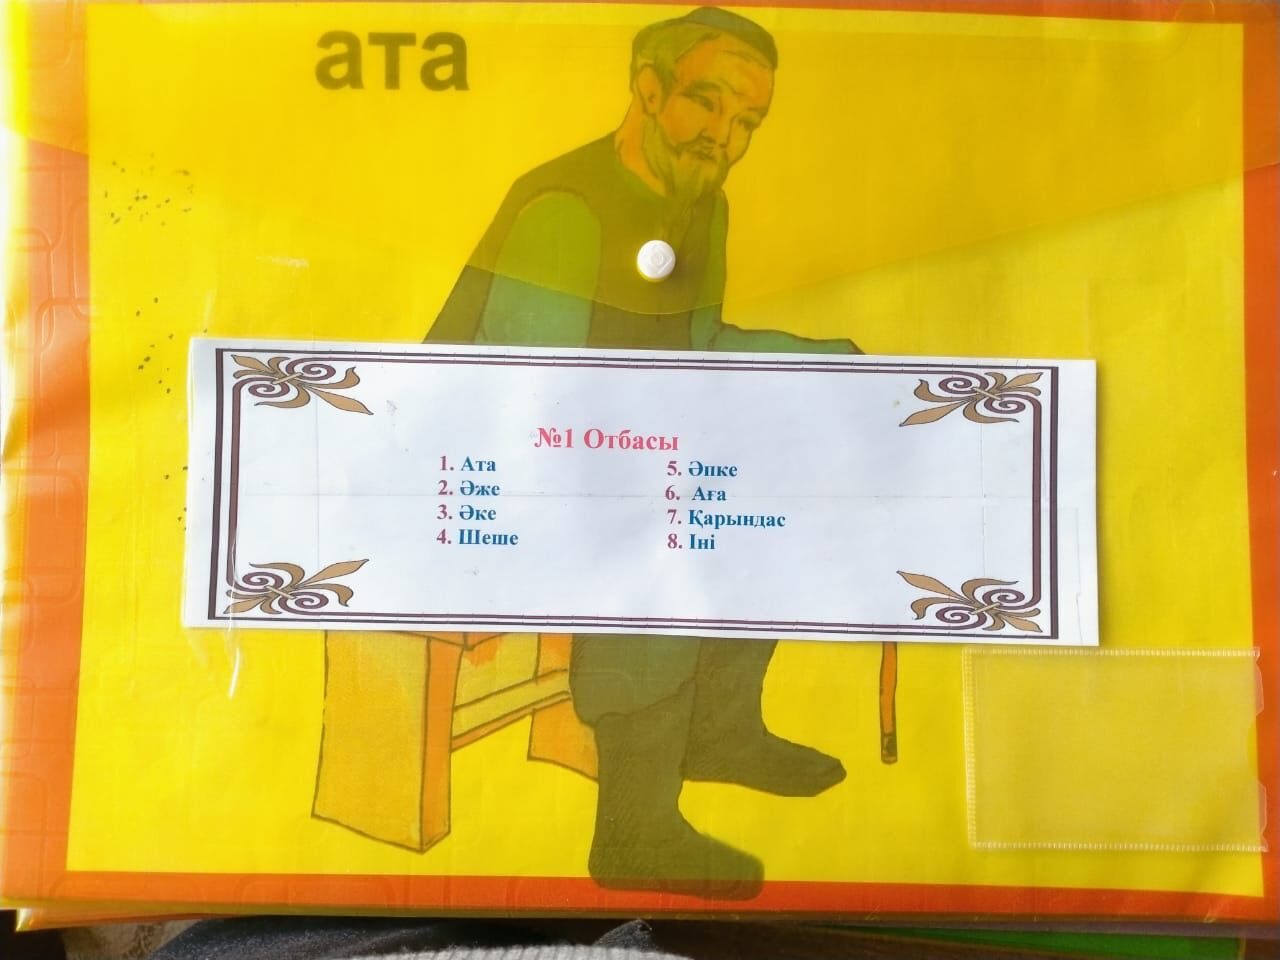 ата
№1 Отбасы
1. Ата
2. Әже
3. Әке
4. Шеше
5. Әпке
6. Аға
7. Қарындас
8. Іні